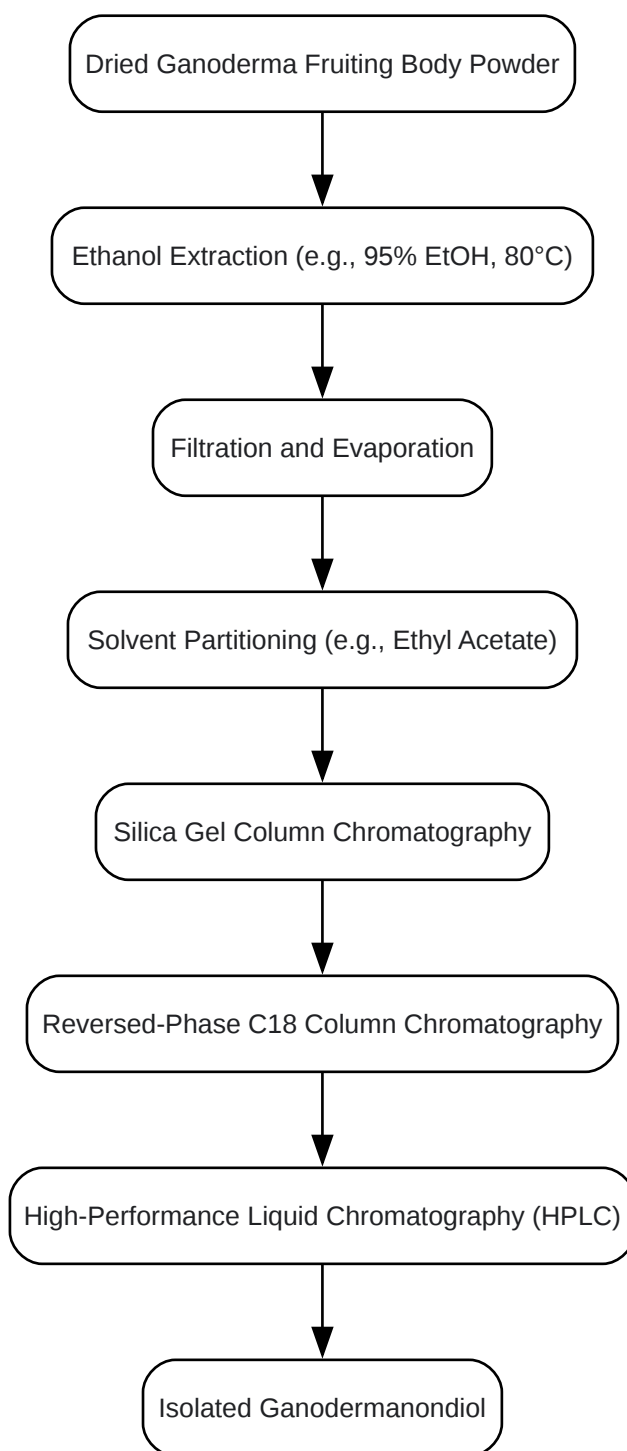 Dried Ganoderma Fruiting Body Powder
Ethanol Extraction (e.g., 95% EtOH, 80°C)
Filtration and Evaporation
Solvent Partitioning (e.g., Ethyl Acetate)
Silica Gel Column Chromatography
Reversed-Phase C18 Column Chromatography
High-Performance Liquid Chromatography (HPLC)
Isolated Ganodermanondiol